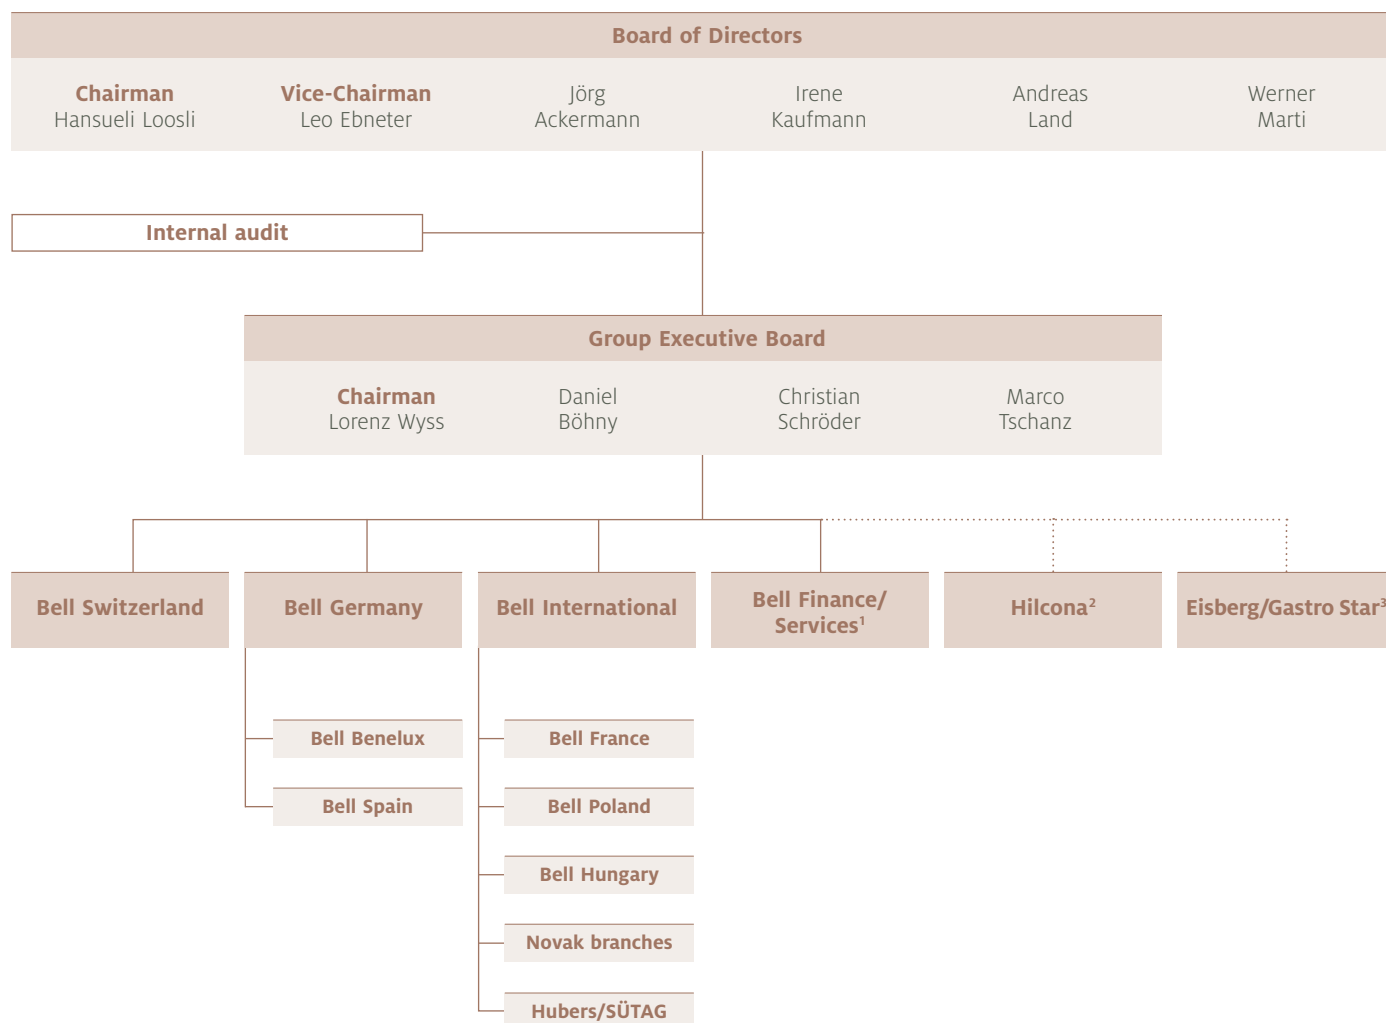 Board of Directors
Chairman
Hansueli Loosli
Vice-Chairman
Leo Ebneter
Jörg
Ackermann
Irene
Kaufmann
Andreas
Land
Werner
Marti
Internal audit
Group Executive Board
Chairman
Lorenz Wyss
Daniel
Böhny
Christian
Schröder
Marco
Tschanz
Bell Switzerland
Bell Germany
Bell International
Bell Finance/
Services¹
Hilcona²
Eisberg/Gastro Star³
Bell Benelux
Bell Spain
Bell France
Bell Poland
Bell Hungary
Novak branches
Hubers/SÜTAG